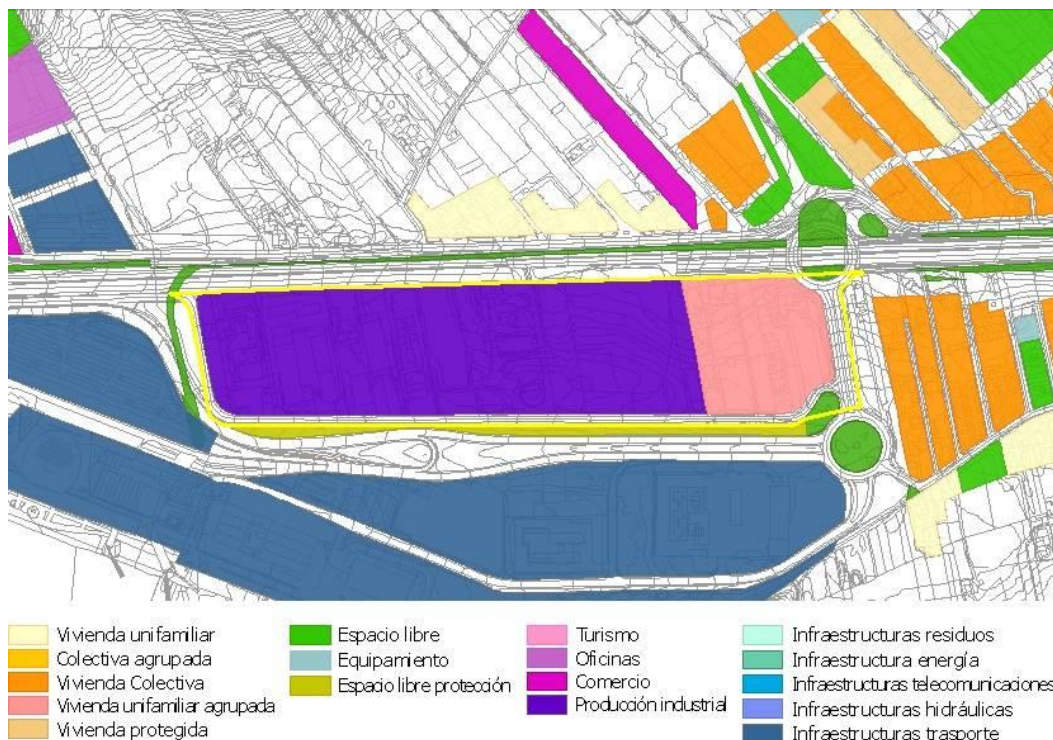 Vivienda unifamiliar
Colectiva agrupada
Vivienda Colectiva
Vivienda unifamiliar agrupada
Vivienda protegida
Espacio libre
Equipamiento
Espacio libre protección
Turismo
Oficinas
Comercio
Producción industrial
Infraestructuras residuos
Infraestructura energía
Infraestructuras telecomunicaciones
Infraestructuras hidráulicas
Infraestructuras trasporte